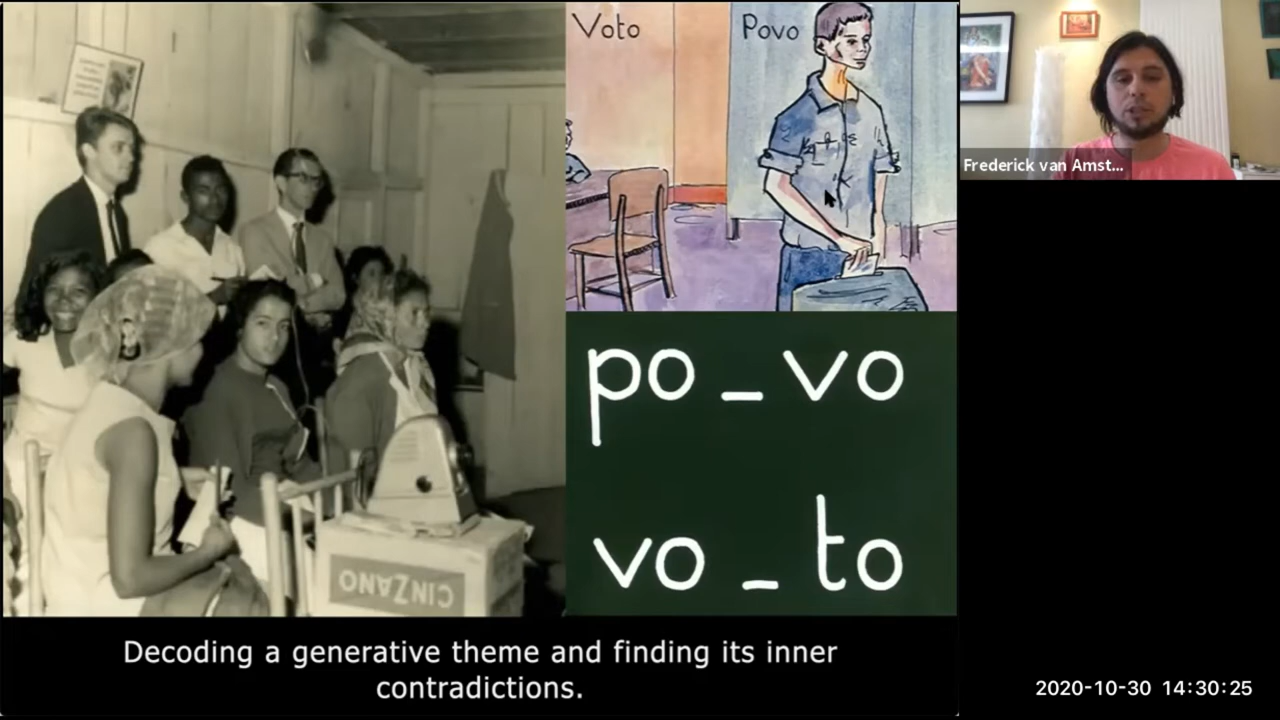 Voto
Povo
po_vo
vo_to
CINZANO
Decoding a generative theme and finding its inner
contradictions.
Frederick van Amst...
2020-10-30 14:30:25